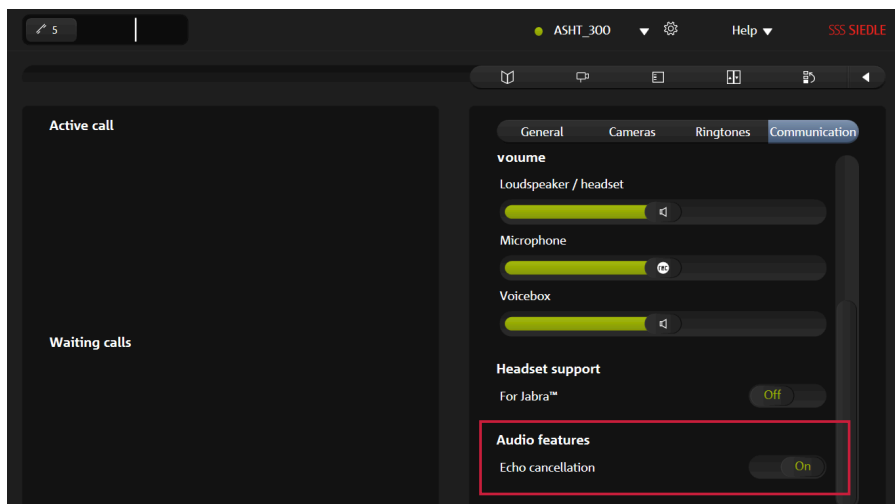 5
ASHT_300
Help
SSS SIEDLE
Active call
General Cameras Ringtones Communication
Volume
Loudspeaker / headset
Microphone
rec
Voicebox
Waiting calls
Headset support
For Jabra™ Off
Audio features
Echo cancellation On